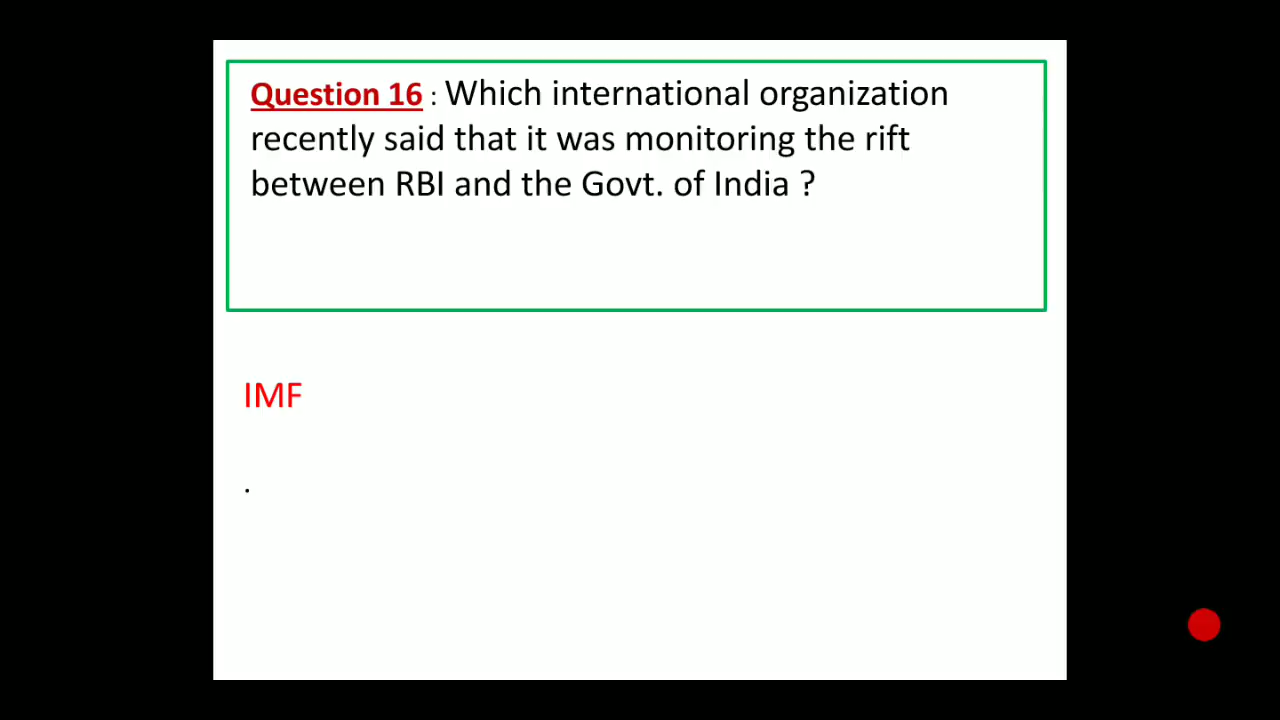 Question 16 : Which international organization
recently said that it was monitoring the rift
between RBI and the Govt. of India ?
IMF
.